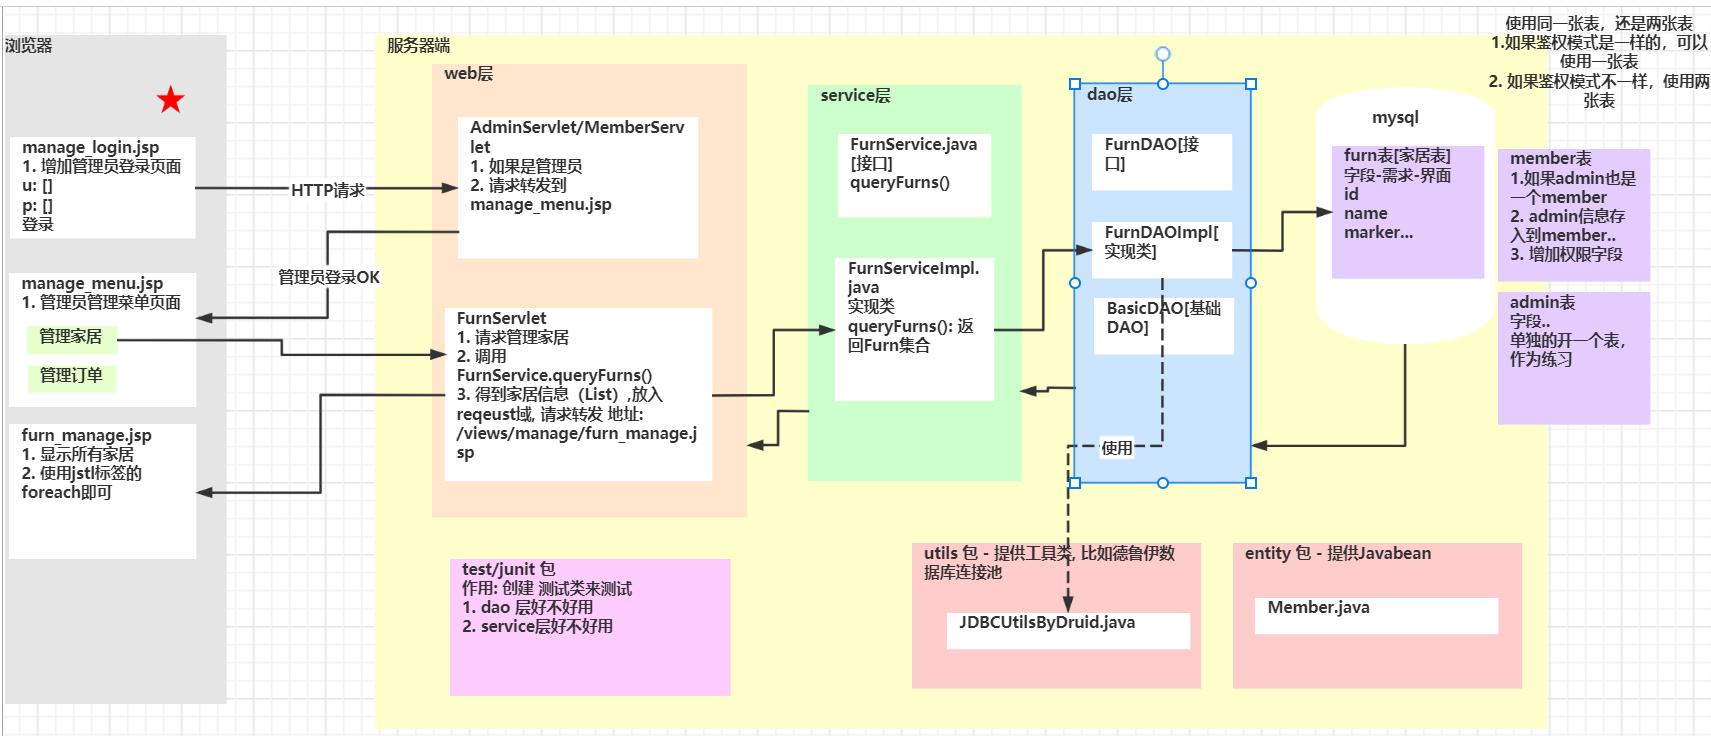 浏览器
manage_login.jsp
1. 增加管理员登录页面
u: []
p: []
登录
manage_menu.jsp
1. 管理员管理菜单页面
管理家居
管理订单
furn_manage.jsp
1. 显示所有家居
2. 使用jstl标签的
foreach即可
HTTP请求
管理员登录OK
服务器端
web层
AdminServlet/MemberServ
let
1. 如果是管理员
2. 请求转发到
manage_menu.jsp
FurnServlet
1. 请求管理家居
2. 调用
FurnService.queryFurns()
3. 得到家居信息（List）,放入
reqeust域, 请求转发 地址:
/views/manage/furn_manage.j
sp
service层
FurnService.java
[接口]
queryFurns()
FurnServiceImpl.
java
实现类
queryFurns(): 返
回Furn集合
dao层
FurnDAO[接
口]
FurnDAOImpl[
实现类]
BasicDAO[基础
DAO]
使用
mysql
furn表[家居表]
字段-需求-界面
id
name
marker...
使用同一张表，还是两张表
1.如果鉴权模式是一样的，可以
使用一张表
2. 如果鉴权模式不一样，使用两
张表
member表
1.如果admin也是
一个member
2. admin信息存
入到member..
3. 增加权限字段
admin表
字段..
单独的开一个表，
作为练习
test/junit 包
作用: 创建 测试类来测试
1. dao 层好不好用
2. service层好不好用
utils 包 - 提供工具类, 比如德鲁伊数
据库连接池
JDBCUtilsByDruid.java
entity 包 - 提供Javabean
Member.java